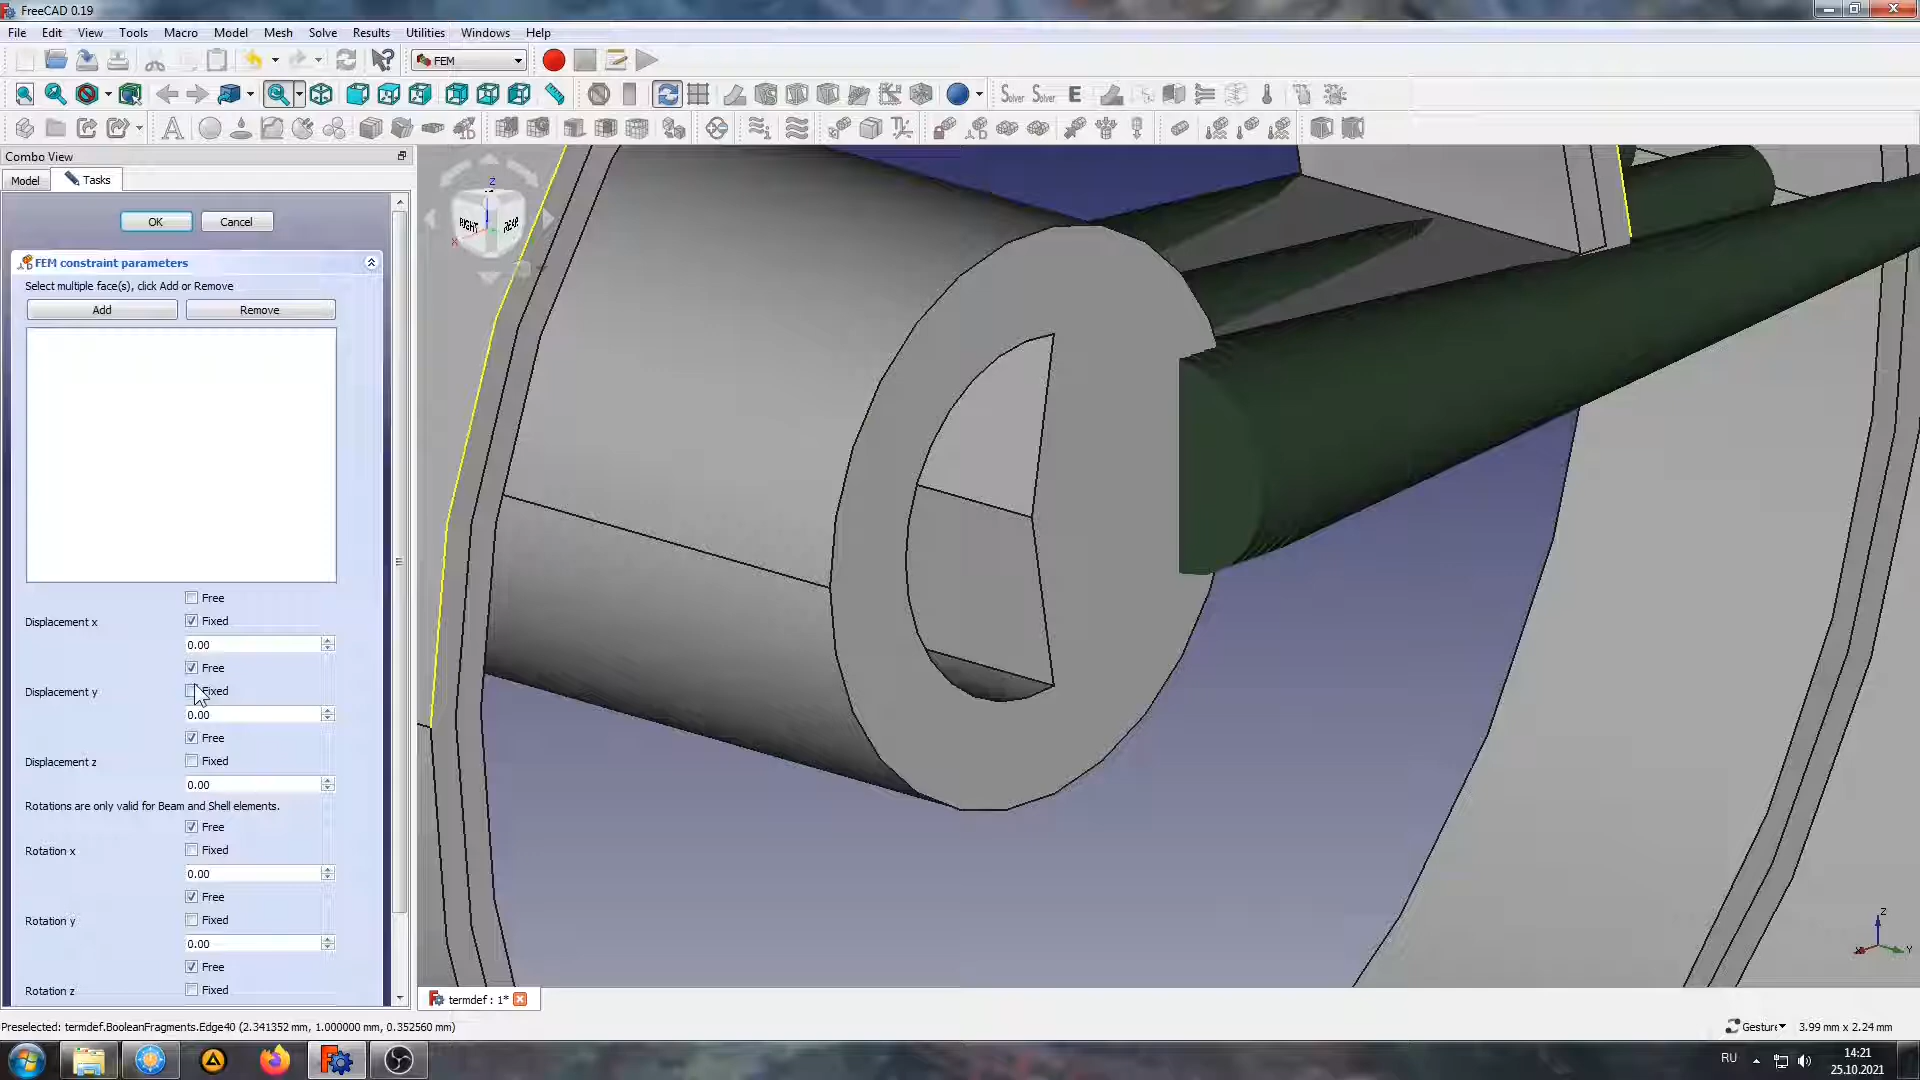 FreeCAD 0.19
File Edit View Tools Macro Model Mesh Solve Results Utilities Windows Help
FEM
Solver Solver E
Combo View
Model Tasks
OK Cancel
FEM constraint parameters
Select multiple face(s), click Add or Remove
Add Remove
Free
Displacement x Fixed
0.00
Free
Displacement y Fixed
0.00
Free
Displacement z Fixed
0.00
Rotations are only valid for Beam and Shell elements.
Free
Rotation x Fixed
0.00
Free
Rotation y Fixed
0.00
Free
Rotation z Fixed
Z
RIGHT REAR
X
Z
Y
termdef : 1*
Preselected: termdef.BooleanFragments.Edge40 (2.341352 mm, 1.000000 mm, 0.352560 mm)
Gesture 3.99 mm x 2.24 mm
RU
14:21
25.10.2021